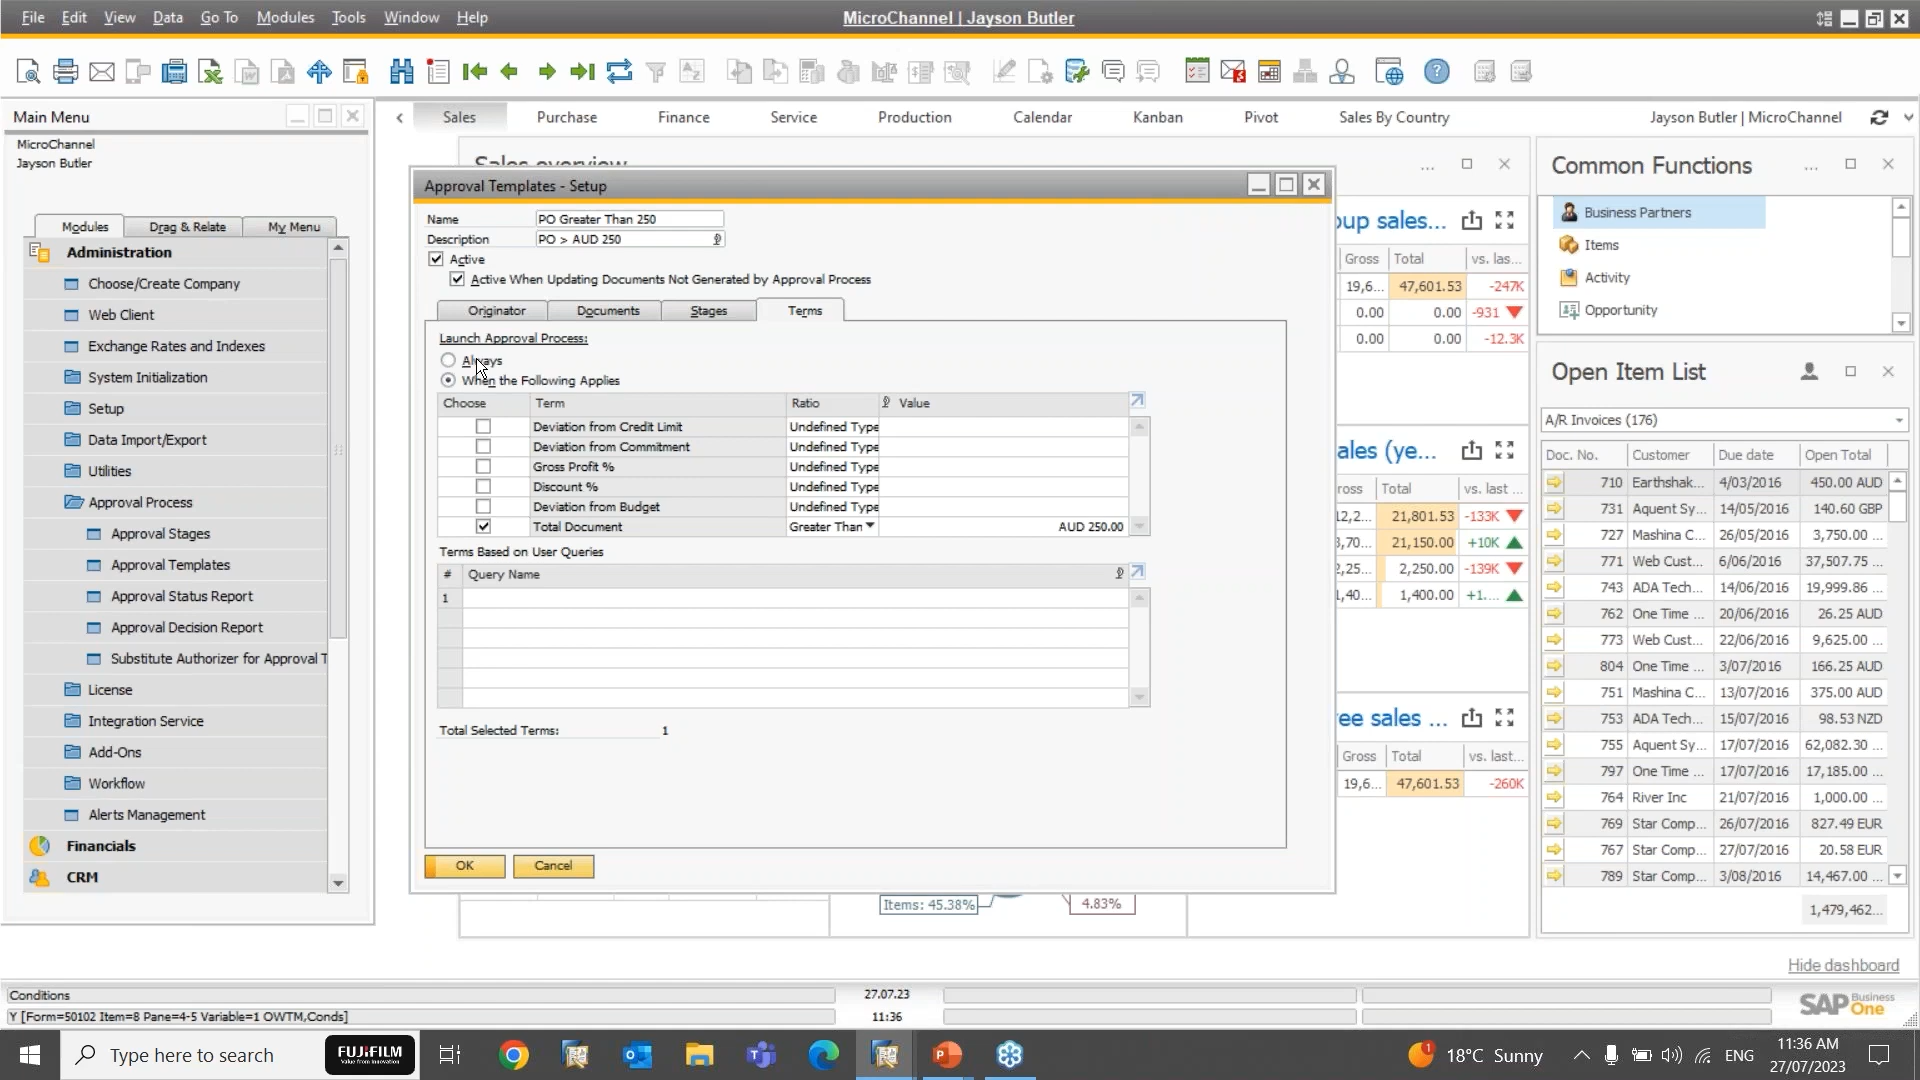 File Edit View Data Go To Modules Tools Window Help
MicroChannel | Jayson Butler
Main Menu
MicroChannel
Jayson Butler
Modules Drag & Relate My Menu
Administration
Choose/Create Company
Web Client
Exchange Rates and Indexes
System Initialization
Setup
Data Import/Export
Utilities
Approval Process
Approval Stages
Approval Templates
Approval Status Report
Approval Decision Report
Substitute Authorizer for Approval T
License
Integration Service
Add-Ons
Workflow
Alerts Management
Financials
CRM
Sales Purchase Finance Service Production Calendar Kanban Pivot Sales By Country
Jayson Butler | MicroChannel
Sales overview
Approval Templates - Setup
Name PO Greater Than 250
Description PO > AUD 250
Active
Active When Updating Documents Not Generated by Approval Process
Originator Documents Stages Terms
Launch Approval Process:
Always
When the Following Applies
Choose Term Ratio Value
Deviation from Credit Limit Undefined Type
Deviation from Commitment Undefined Type
Gross Profit % Undefined Type
Discount % Undefined Type
Deviation from Budget Undefined Type
Total Document Greater Than AUD 250.00
Terms Based on User Queries
# Query Name
1
Total Selected Terms: 1
OK Cancel
Items: 45.38% 4.83%
oup sales...
Gross Total vs. las...
19,6... 47,601.53 -247K
0.00 0.00 -931
0.00 0.00 -12.3K
ales (ye...
ross Total vs. last ...
12,2... 21,801.53 -133K
3,70... 21,150.00 +10K
2,25... 2,250.00 -139K
1,40... 1,400.00 +1....
ee sales ...
Gross Total vs. last...
19,6... 47,601.53 -260K
Common Functions ...
Business Partners
Items
Activity
Opportunity
Open Item List
A/R Invoices (176)
Doc. No. Customer Due date Open Total
710 Earthshak... 4/03/2016 450.00 AUD
731 Aquent Sy... 14/05/2016 140.60 GBP
727 Mashina C... 26/05/2016 3,750.00 ...
771 Web Cust... 6/06/2016 37,507.75 ...
743 ADA Tech... 14/06/2016 19,999.86 ...
762 One Time ... 20/06/2016 26.25 AUD
773 Web Cust... 22/06/2016 9,625.00 ...
804 One Time ... 3/07/2016 166.25 AUD
751 Mashina C... 13/07/2016 375.00 AUD
753 ADA Tech... 15/07/2016 98.53 NZD
755 Aquent Sy... 17/07/2016 62,082.30 ...
797 One Time ... 17/07/2016 17,185.00 ...
764 River Inc 21/07/2016 1,000.00 ...
769 Star Comp... 26/07/2016 827.49 EUR
767 Star Comp... 27/07/2016 20.58 EUR
789 Star Comp... 3/08/2016 14,467.00 ...
1,479,462...
Hide dashboard
Conditions 27.07.23
Y [Form=50102 Item=8 Pane=4-5 Variable=1 OWTM,Conds] 11:36
SAP Business One
Type here to search
FUJIFILM
Value from Innovation
18°C Sunny
ENG
11:36 AM
27/07/2023